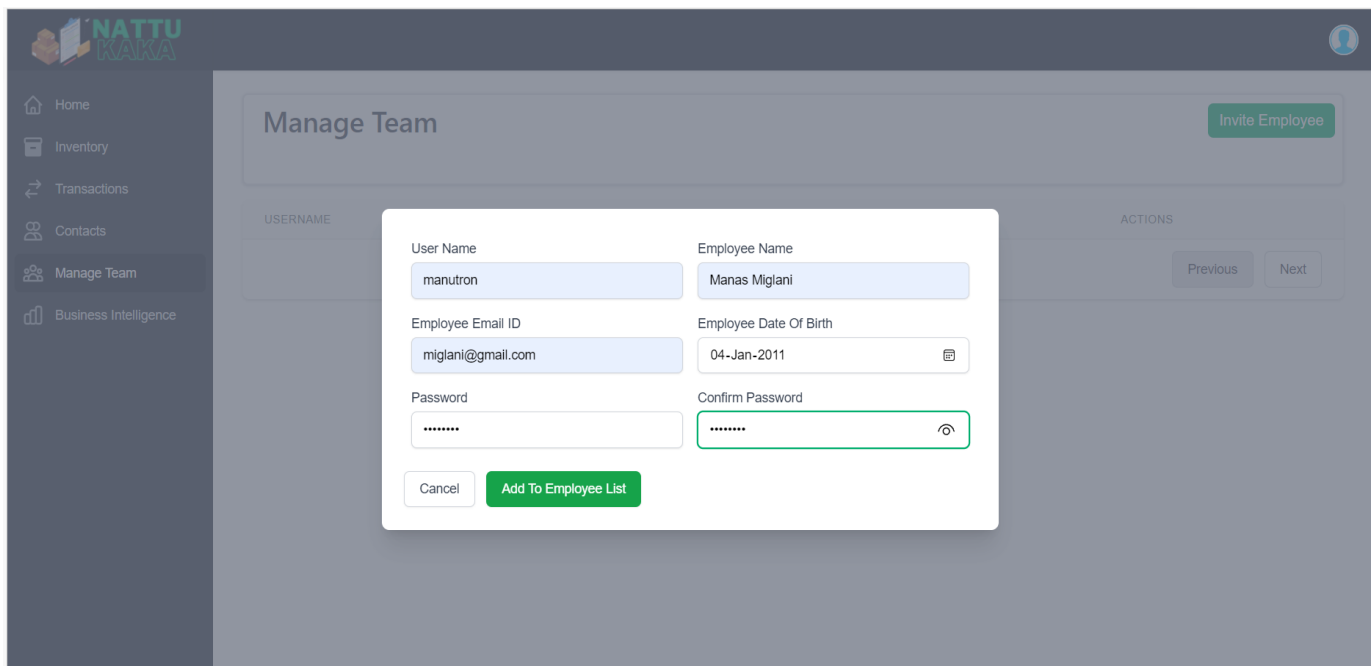 NATTU
KAKA
Home
Inventory
Transactions
Contacts
Manage Team
Business Intelligence
Manage Team
Invite Employee
USERNAME
ACTIONS
Previous Next
User Name
Employee Name
manutron
Manas Miglani
Employee Email ID
Employee Date Of Birth
miglani@gmail.com
04-Jan-2011
Password
Confirm Password
••••••••
••••••••
Cancel
Add To Employee List